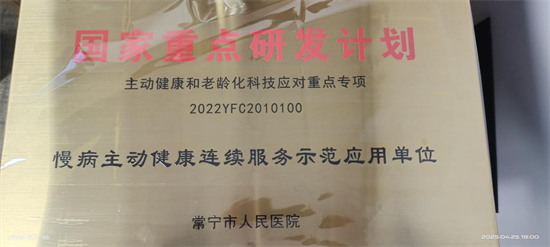 国家重点研发计划
主动健康和老龄化科技应对重点专项
2022YFC2010100
慢病主动健康连续服务示范应用单位
常宁市人民医院
2025.04.25 18:00